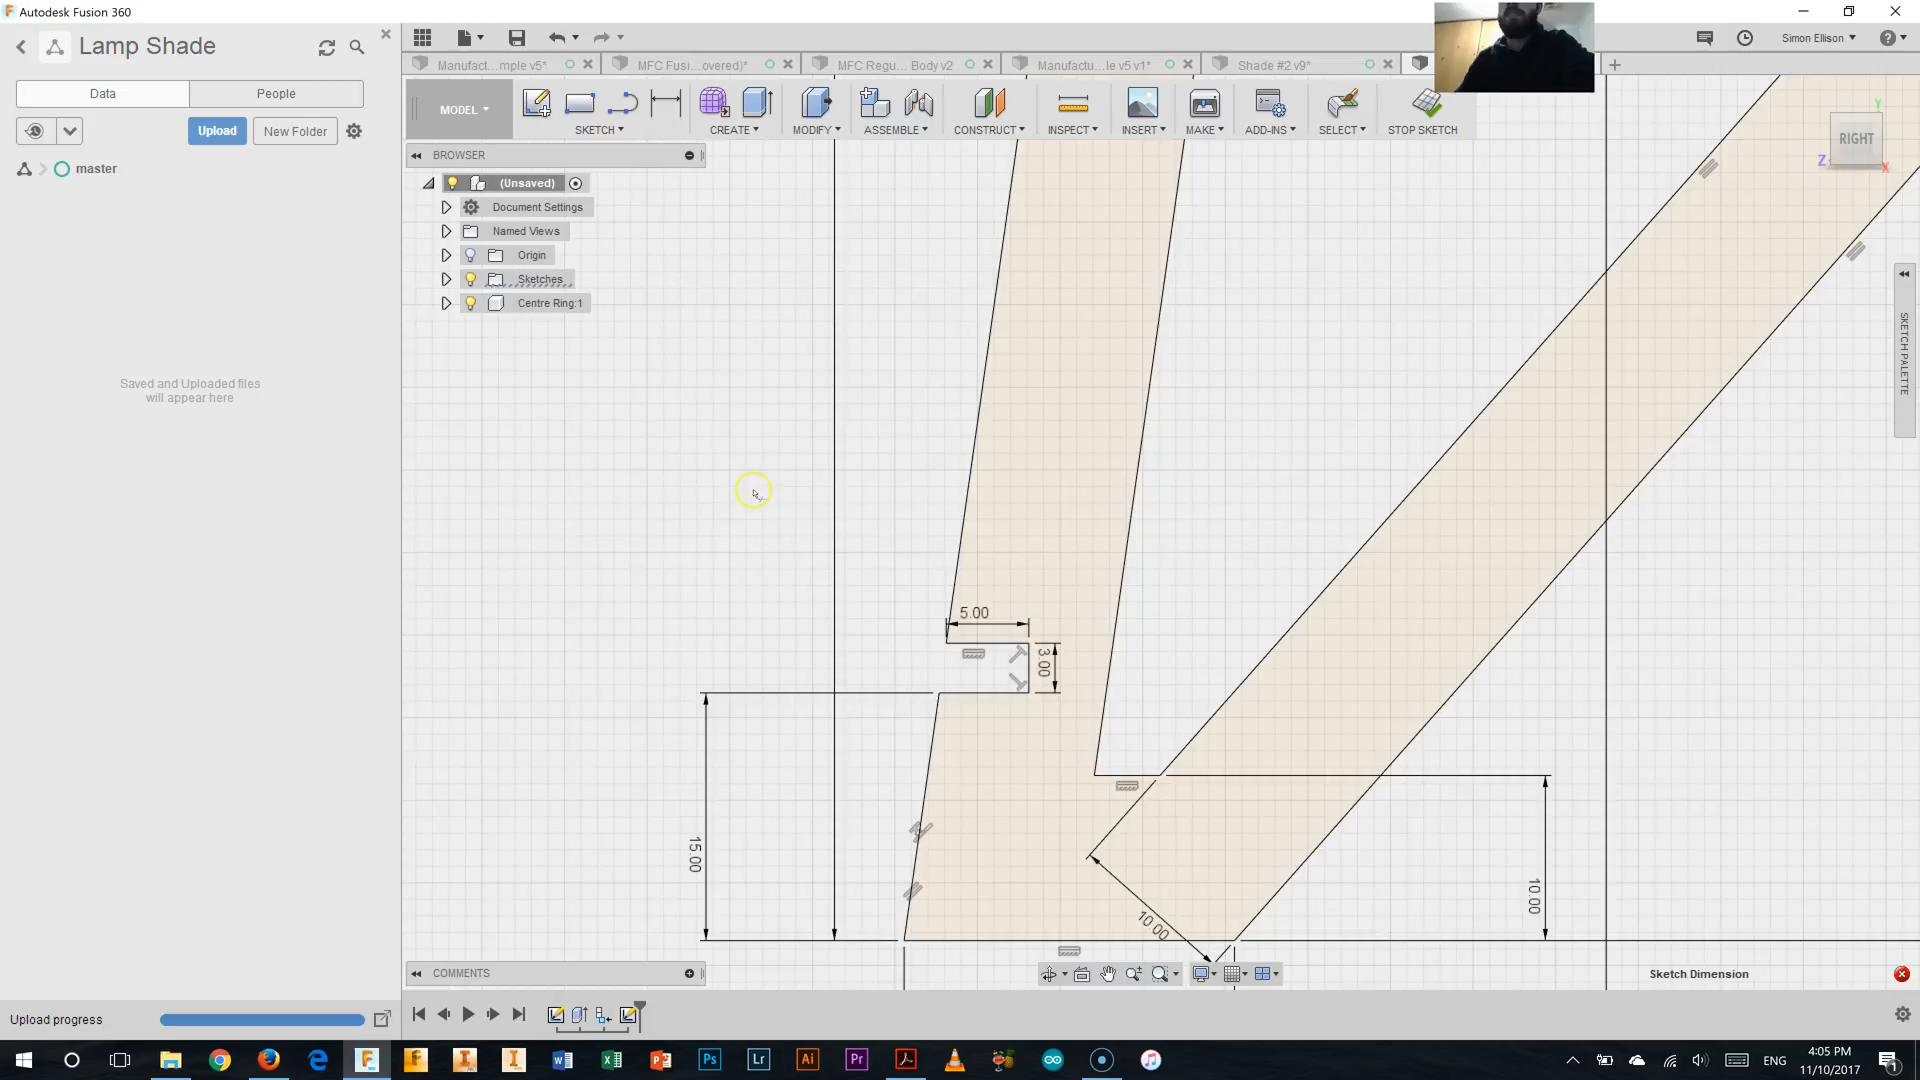 Autodesk Fusion 360
Lamp Shade
Simon Ellison
Manufact...mple v5*
MFC Fusi...overed)*
MFC Regu... Body v2
Manufactu...le v5 v1*
Shade #2 v9*
Data
People
Upload
New Folder
master
Saved and Uploaded files
will appear here
Upload progress
MODEL
SKETCH
CREATE
MODIFY
ASSEMBLE
CONSTRUCT
INSPECT
INSERT
MAKE
ADD-INS
SELECT
STOP SKETCH
BROWSER
(Unsaved)
Document Settings
Named Views
Origin
Sketches
Centre Ring:1
Y
RIGHT
Z
X
SKETCH PALETTE
5.00
3.00
15.00
10.00
10.00
COMMENTS
Sketch Dimension
ENG
4:05 PM
11/10/2017
1